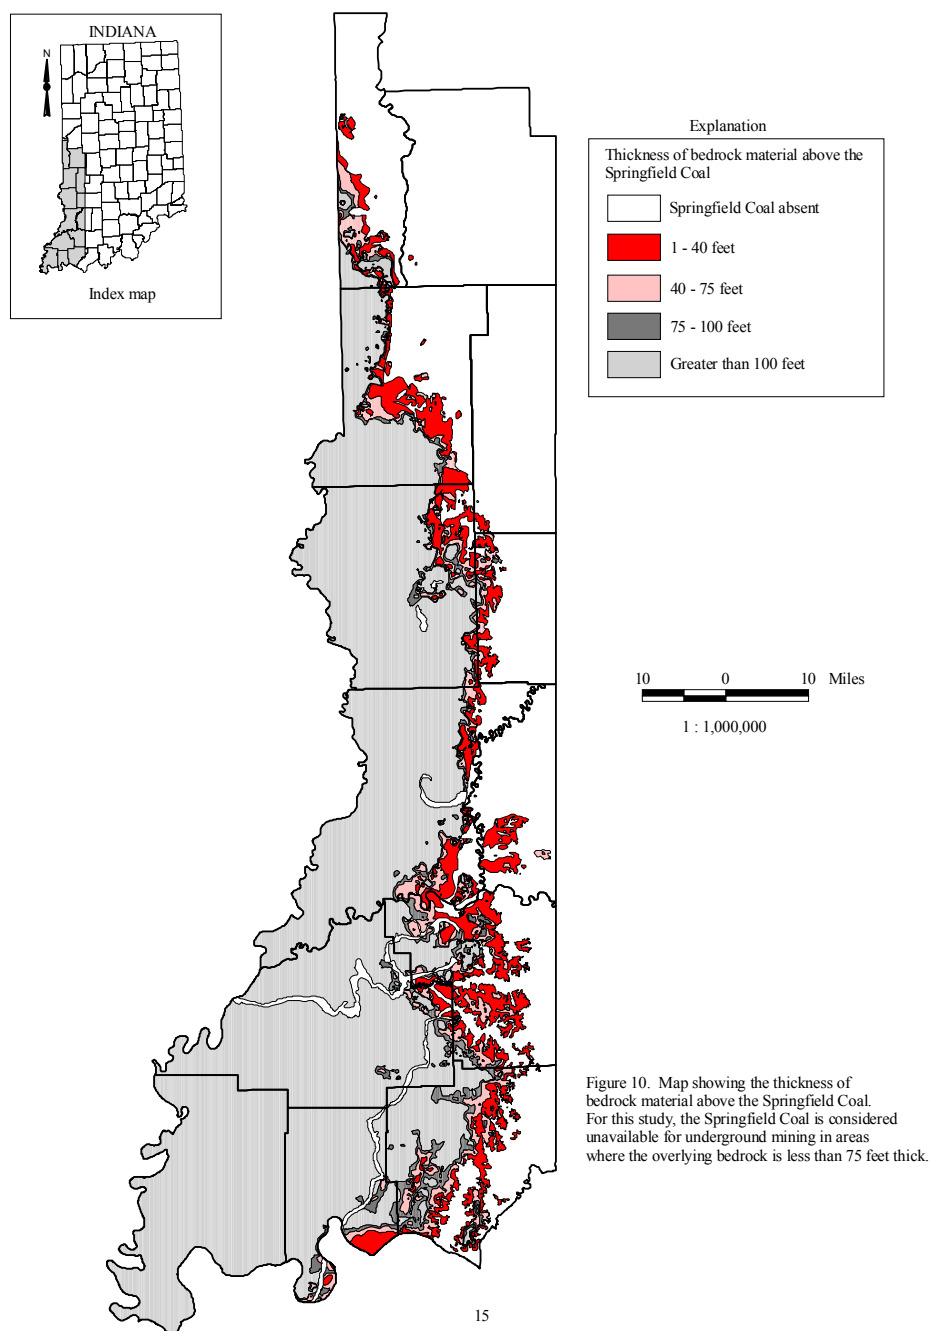 INDIANA
N
Index map
Explanation
Thickness of bedrock material above the
Springfield Coal
Springfield Coal absent
1 - 40 feet
40 - 75 feet
75 - 100 feet
Greater than 100 feet
10 0 10 Miles
1 : 1,000,000
Figure 10. Map showing the thickness of
bedrock material above the Springfield Coal.
For this study, the Springfield Coal is considered
unavailable for underground mining in areas
where the overlying bedrock is less than 75 feet thick.
15